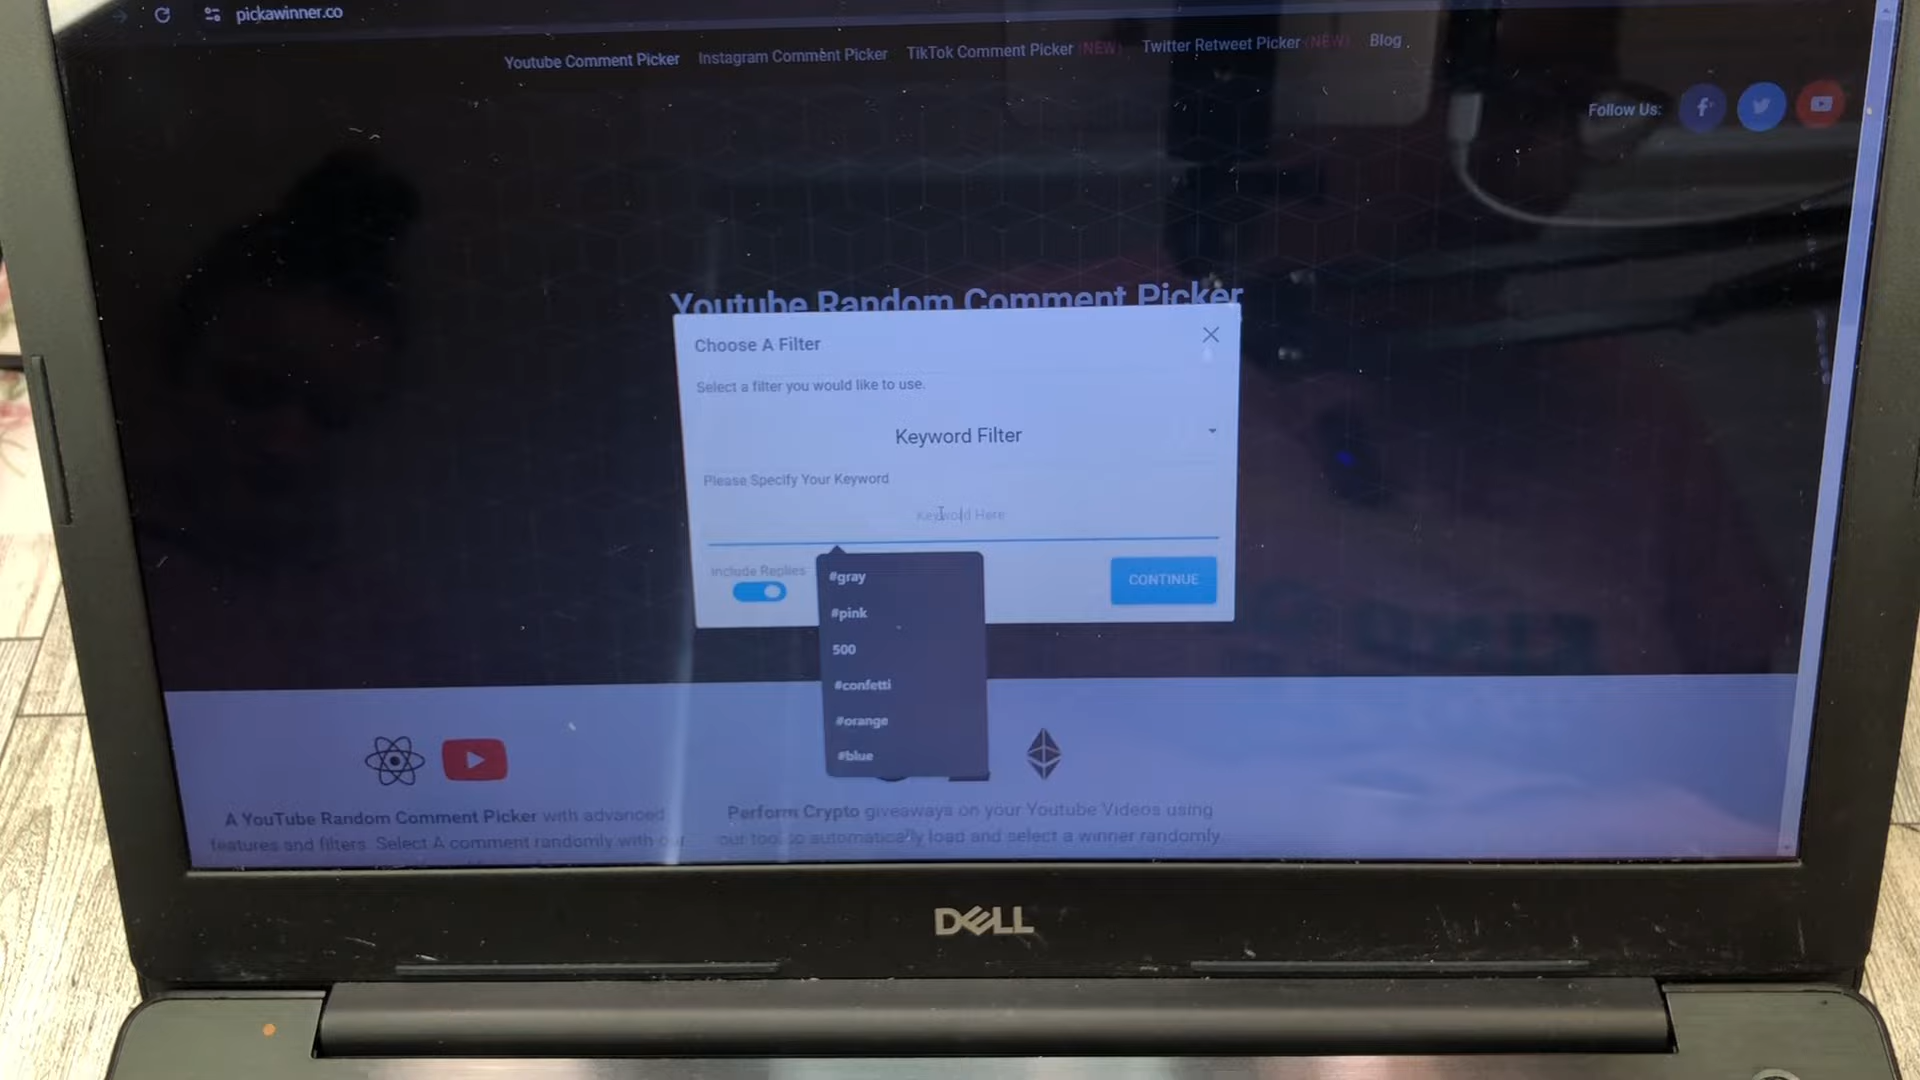 pickawinner.co
Youtube Comment Picker Instagram Comment Picker TikTok Comment Picker (NEW) Twitter Retweet Picker (NEW) Blog
Follow Us:
Youtube Random Comment Picker
Choose A Filter
Select a filter you would like to use.
Keyword Filter
Please Specify Your Keyword
Keyword Here
Include Replies
CONTINUE
#gray
#pink
500
#confetti
#orange
#blue
A YouTube Random Comment Picker with advanced
features and filters. Select A comment randomly with our
Perform Crypto giveaways on your Youtube Videos using
our tool to automatically load and select a winner randomly
DELL